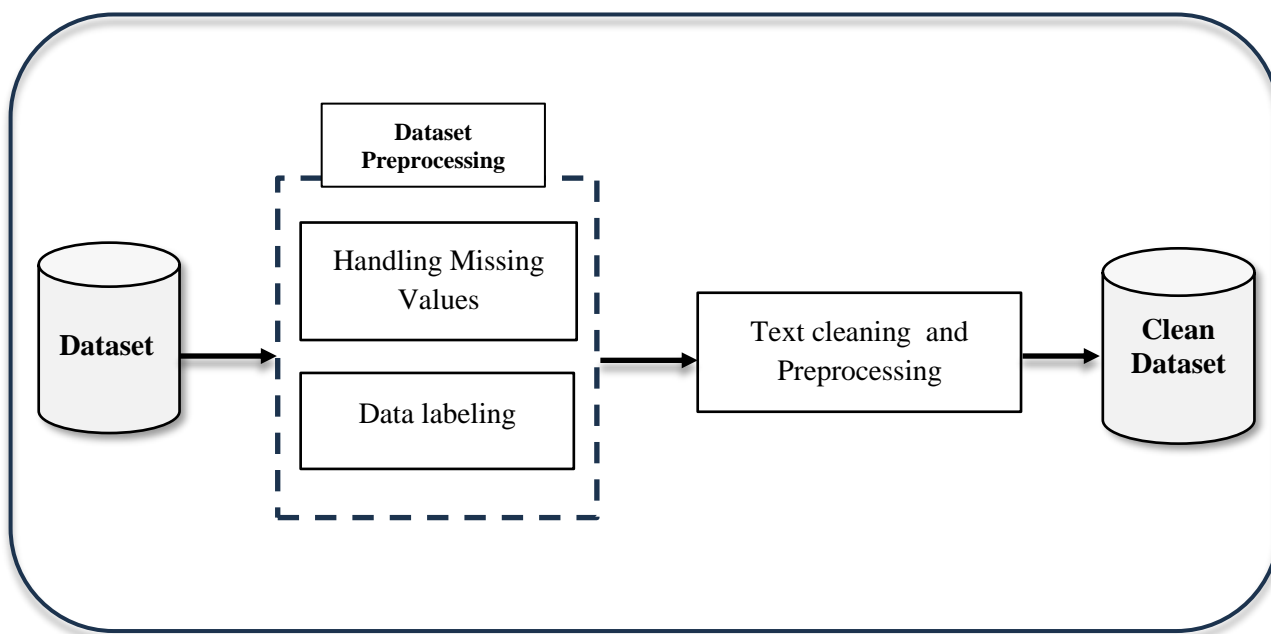 Dataset
Dataset
Preprocessing
Handling Missing
Values
Data labeling
Text cleaning  and
Preprocessing
Clean
Dataset